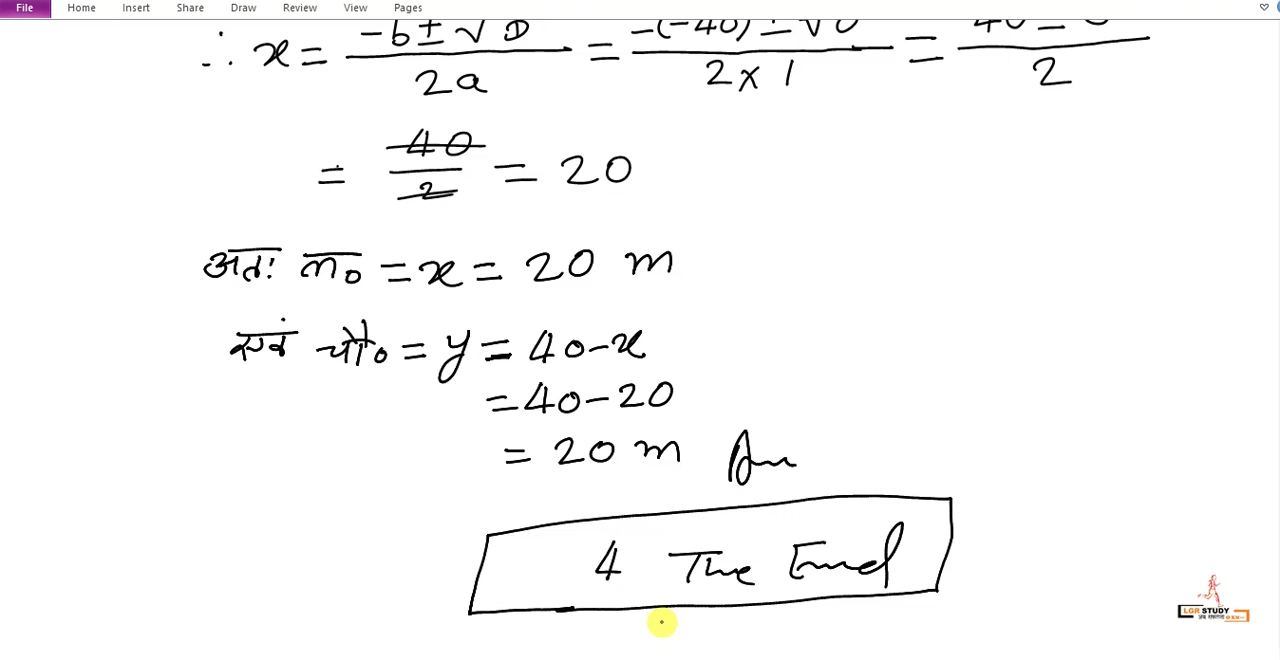 File Home Insert Share Draw Review View Pages
∴ x = -b±√D / 2a = -(-40)±√0 / 2×1 = 40±0 / 2
= 40/2 = 20
अतः ल० = x = 20 m
एवं चौ० = y = 40-x
= 40-20
= 20 m Ans
4 The End
LGR STUDY